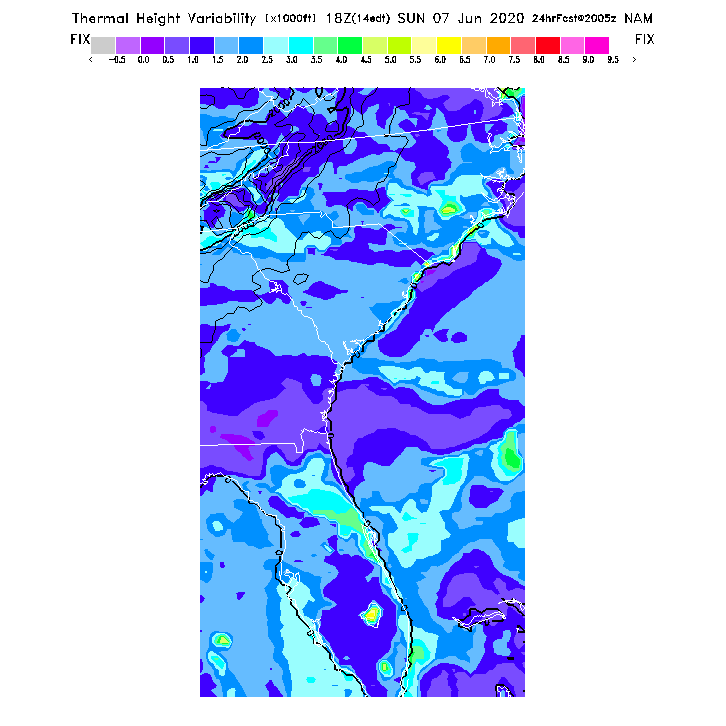 Thermal Height Variability [x1000ft] 18Z(14edt) SUN 07 Jun 2020 24hrFcst@2005z NAM
FIX FIX
< -0.5 0.0 0.5 1.0 1.5 2.0 2.5 3.0 3.5 4.0 4.5 5.0 5.5 6.0 6.5 7.0 7.5 8.0 8.5 9.0 9.5 >